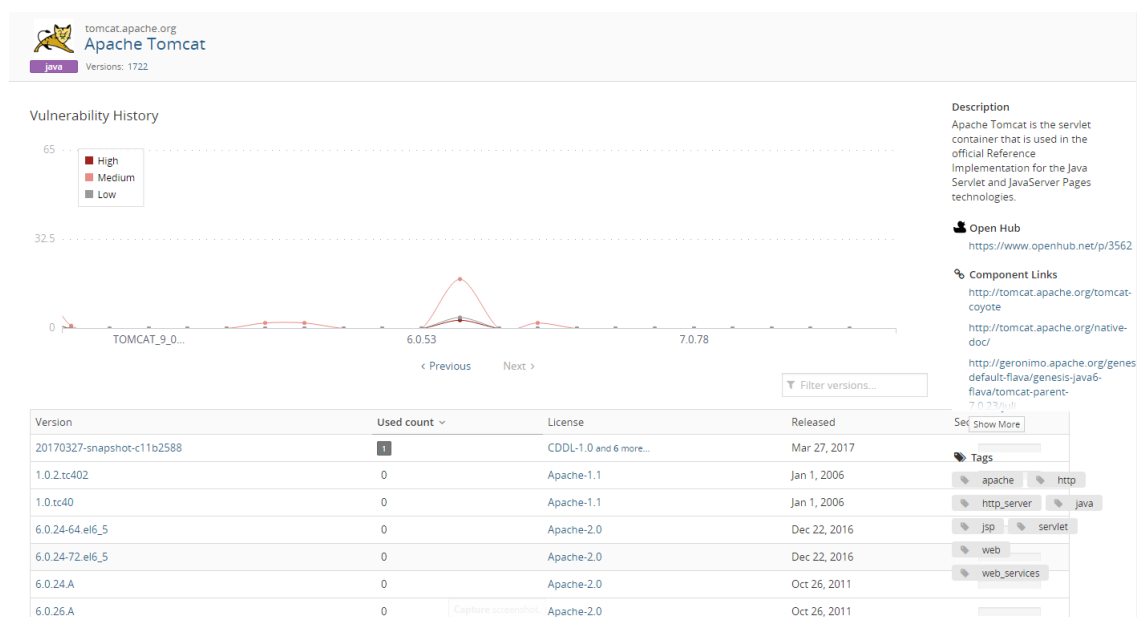 tomcat.apache.org
Apache Tomcat
java Versions: 1722
Vulnerability History
65
High
Medium
Low
32.5
0
TOMCAT_9_0... 6.0.53 7.0.78
‹ Previous Next ›
Filter versions...
Version Used count License Released
20170327-snapshot-c11b2588 1 CDDL-1.0 and 6 more... Mar 27, 2017
1.0.2.tc402 0 Apache-1.1 Jan 1, 2006
1.0.tc40 0 Apache-1.1 Jan 1, 2006
6.0.24-64.el6_5 0 Apache-2.0 Dec 22, 2016
6.0.24-72.el6_5 0 Apache-2.0 Dec 22, 2016
6.0.24.A 0 Apache-2.0 Oct 26, 2011
6.0.26.A 0 Apache-2.0 Oct 26, 2011
Capture screenshot
Description
Apache Tomcat is the servlet
container that is used in the
official Reference
Implementation for the Java
Servlet and JavaServer Pages
technologies.
Open Hub
https://www.openhub.net/p/3562
Component Links
http://tomcat.apache.org/tomcat-
coyote
http://tomcat.apache.org/native-
doc/
http://geronimo.apache.org/genes
default-flava/genesis-java6-
flava/tomcat-parent-
7.0.23/juli
Show More
Tags
apache http
http_server java
jsp servlet
web
web_services